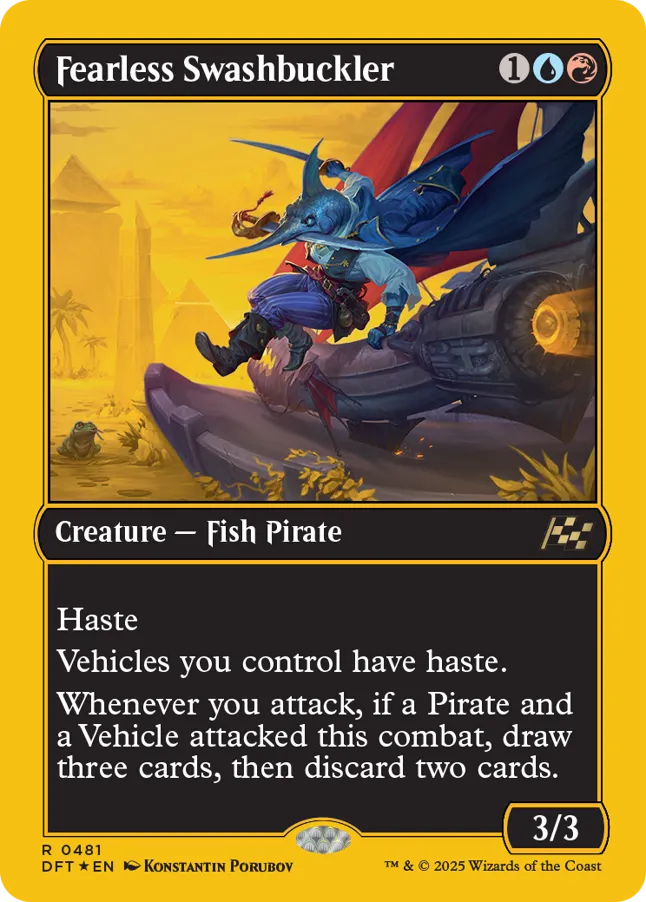 Fearless Swashbuckler 1
Creature — Fish Pirate
Haste
Vehicles you control have haste.
Whenever you attack, if a Pirate and
a Vehicle attacked this combat, draw
three cards, then discard two cards.
3/3
R 0481
DFT ★ EN Konstantin Porubov ™ & © 2025 Wizards of the Coast